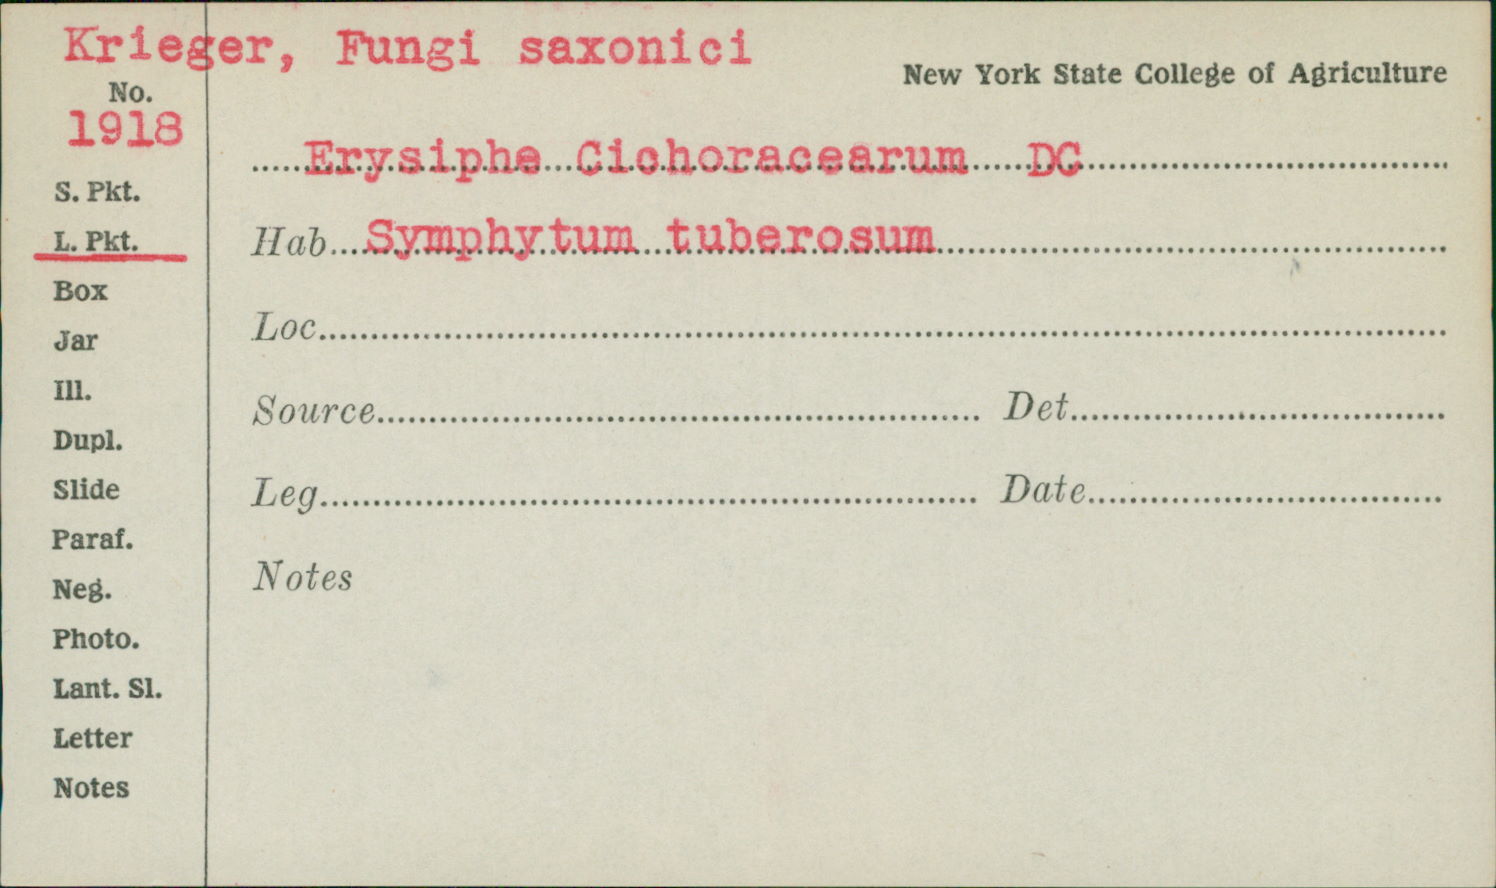 Krieger, Fungi saxonici
New York State College of Agriculture
No.
1918
Erysiphe Cichoracearum DC
S. Pkt.
L. Pkt.
Hab Symphytum tuberosum
Box
Loc
Jar
Ill.
Source Det
Dupl.
Slide
Leg Date
Paraf.
Neg.
Notes
Photo.
Lant. Sl.
Letter
Notes